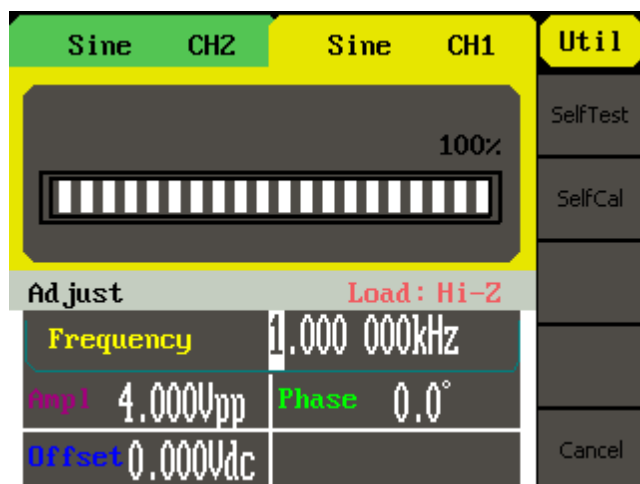 Sine CH2 Sine CH1 Util
SelfTest
100%
SelfCal
Adjust Load: Hi-Z
Frequency 1.000 000kHz
Ampl 4.000Vpp Phase 0.0°
Offset 0.000Vdc Cancel